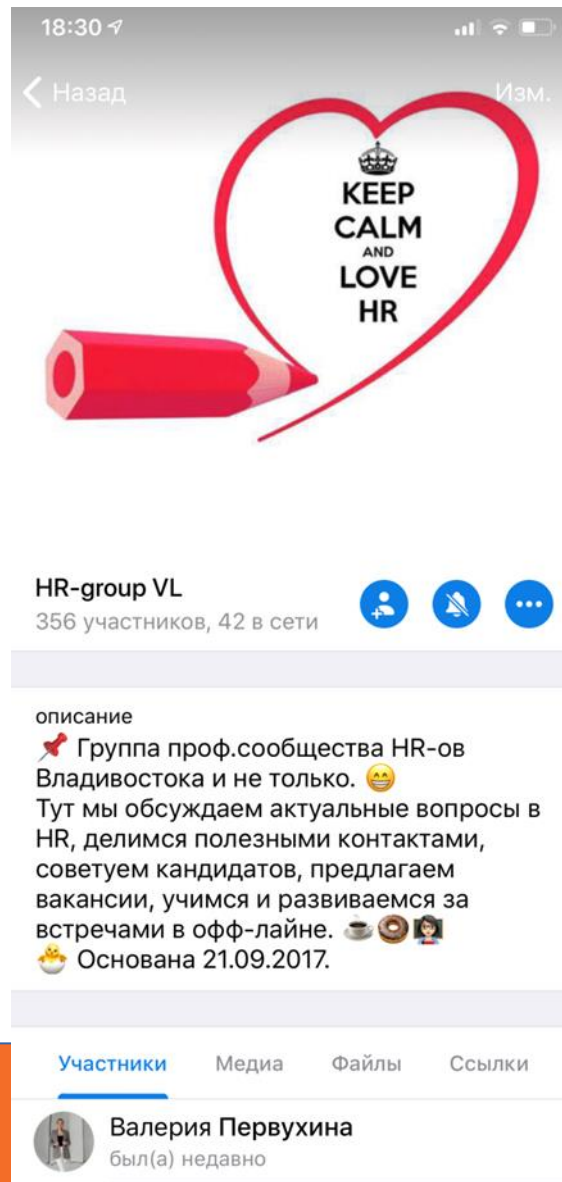 18:30
Назад
Изм.
KEEP
CALM
AND
LOVE
HR
HR-group VL
356 участников, 42 в сети
описание
📌 Группа проф.сообщества HR-ов
Владивостока и не только. 😁
Тут мы обсуждаем актуальные вопросы в
HR, делимся полезными контактами,
советуем кандидатов, предлагаем
вакансии, учимся и развиваемся за
встречами в офф-лайне. ☕🍩👩‍🏫
🐣 Основана 21.09.2017.
Участники Медиа Файлы Ссылки
Валерия Первухина
был(а) недавно